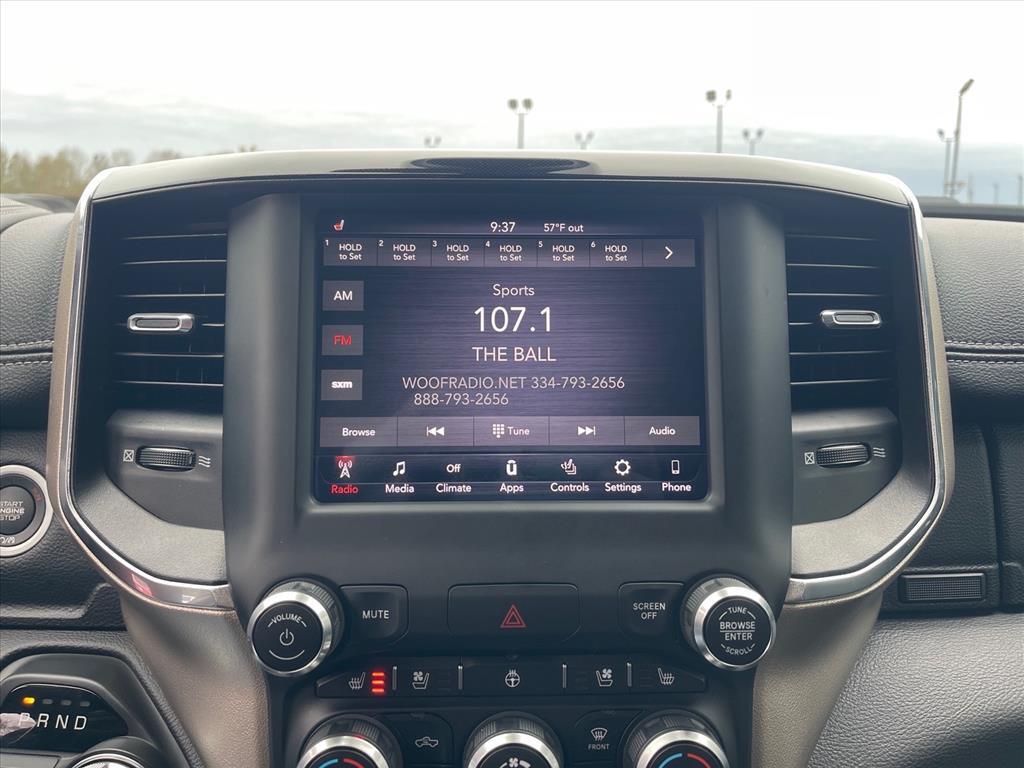 9:37 57°F out
1 HOLD to Set 2 HOLD to Set 3 HOLD to Set 4 HOLD to Set 5 HOLD to Set 6 HOLD to Set
Sports
AM
107.1
FM
THE BALL
sxm
WOOFRADIO.NET 334-793-2656
888-793-2656
Browse Tune Audio
Off
Radio Media Climate Apps Controls Settings Phone
START
ENGINE
STOP
VOLUME
MUTE
SCREEN
OFF
TUNE
BROWSE
ENTER
SCROLL
PRND
FRONT